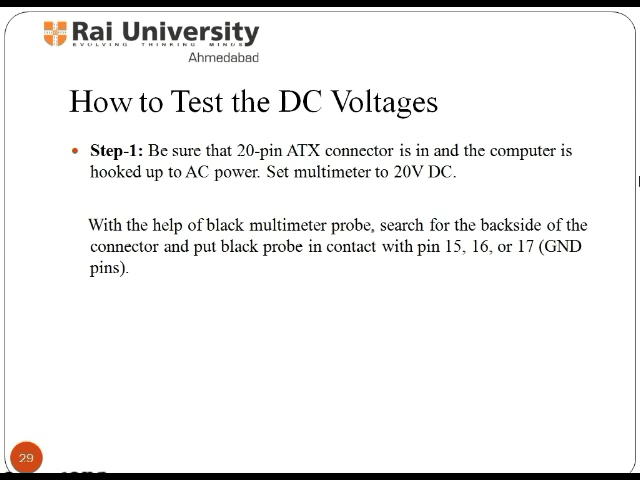 Rai University
EVOLVING THINKING MINDS
Ahmedabad
How to Test the DC Voltages
• Step-1: Be sure that 20-pin ATX connector is in and the computer is
hooked up to AC power. Set multimeter to 20V DC.
With the help of black multimeter probe, search for the backside of the
connector and put black probe in contact with pin 15, 16, or 17 (GND
pins).
29